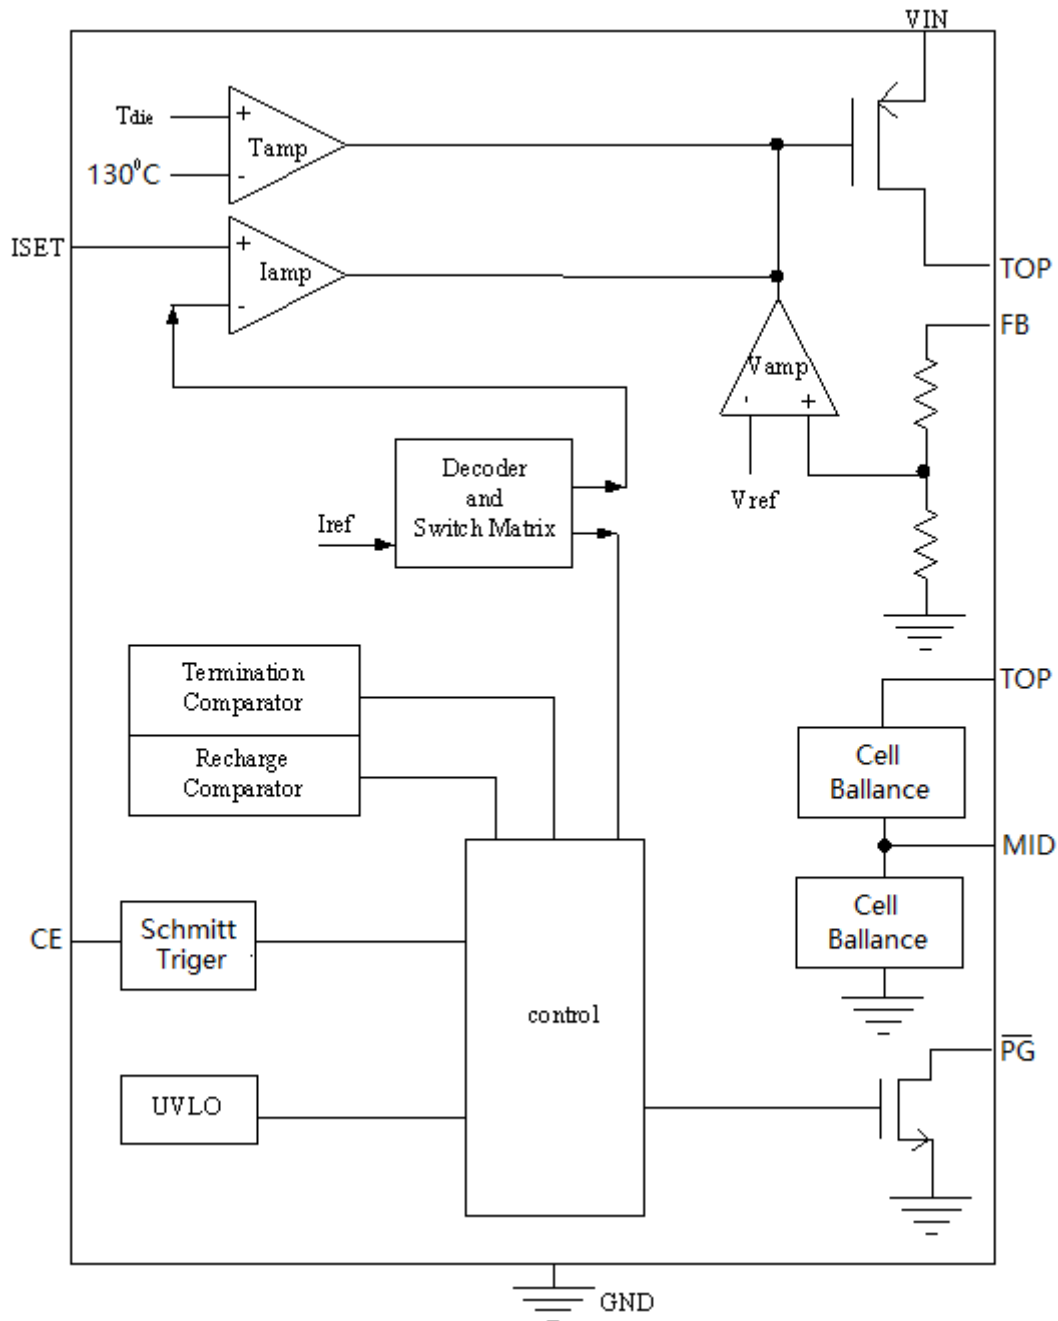 VIN
Tdie
+
Tamp
130⁰C
-
ISET
+
Iamp
-
TOP
FB
Vamp
-
+
Vref
Decoder
and
Switch Matrix
Iref
Termination
Comparator
Recharge
Comparator
TOP
Cell
Ballance
MID
Cell
Ballance
CE
Schmitt
Triger
control
PG
UVLO
GND